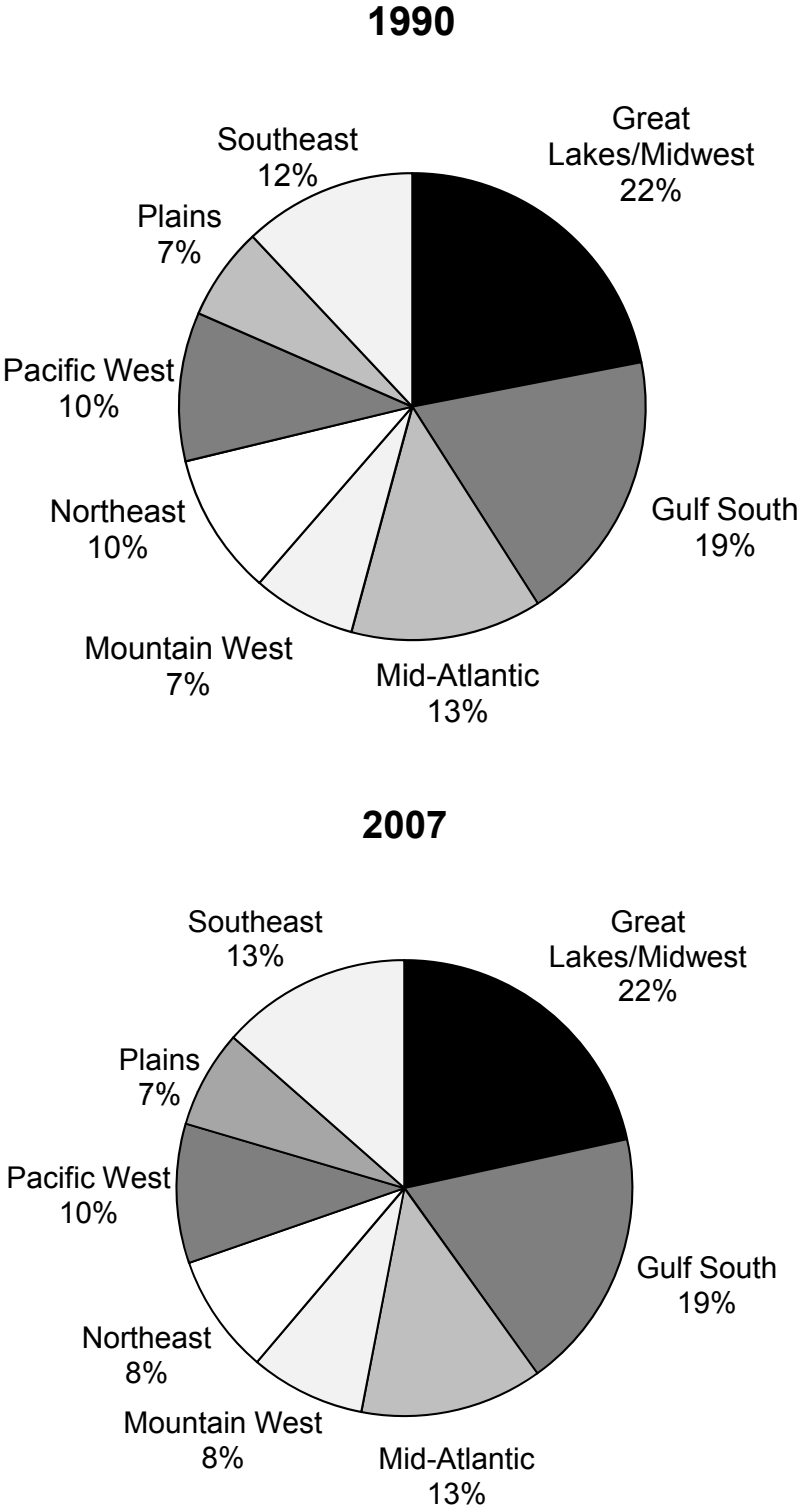 1990
Great
Lakes/Midwest
22%
Gulf South
19%
Mid-Atlantic
13%
Mountain West
7%
Northeast
10%
Pacific West
10%
Plains
7%
Southeast
12%
2007
Great
Lakes/Midwest
22%
Gulf South
19%
Mid-Atlantic
13%
Mountain West
8%
Northeast
8%
Pacific West
10%
Plains
7%
Southeast
13%